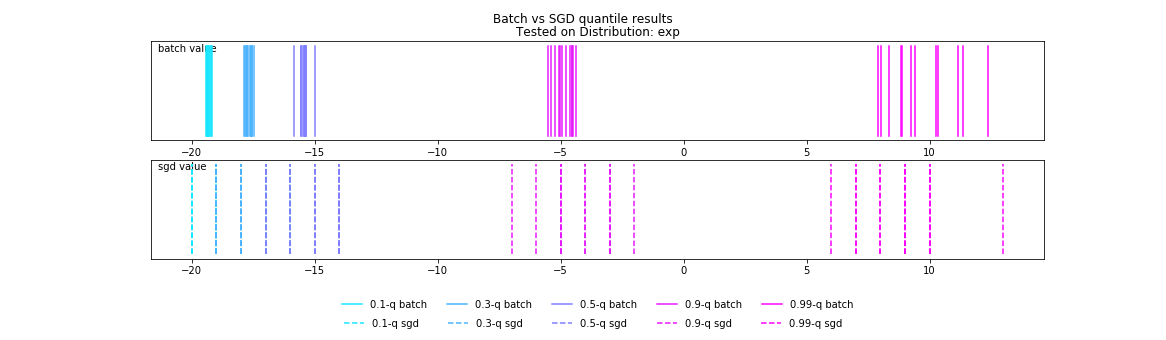 Batch vs SGD quantile results
Tested on Distribution: exp
batch value
−20 −15 −10 −5 0 5 10
sgd value
−20 −15 −10 −5 0 5 10
0.1-q batch 0.3-q batch 0.5-q batch 0.9-q batch 0.99-q batch
0.1-q sgd 0.3-q sgd 0.5-q sgd 0.9-q sgd 0.99-q sgd